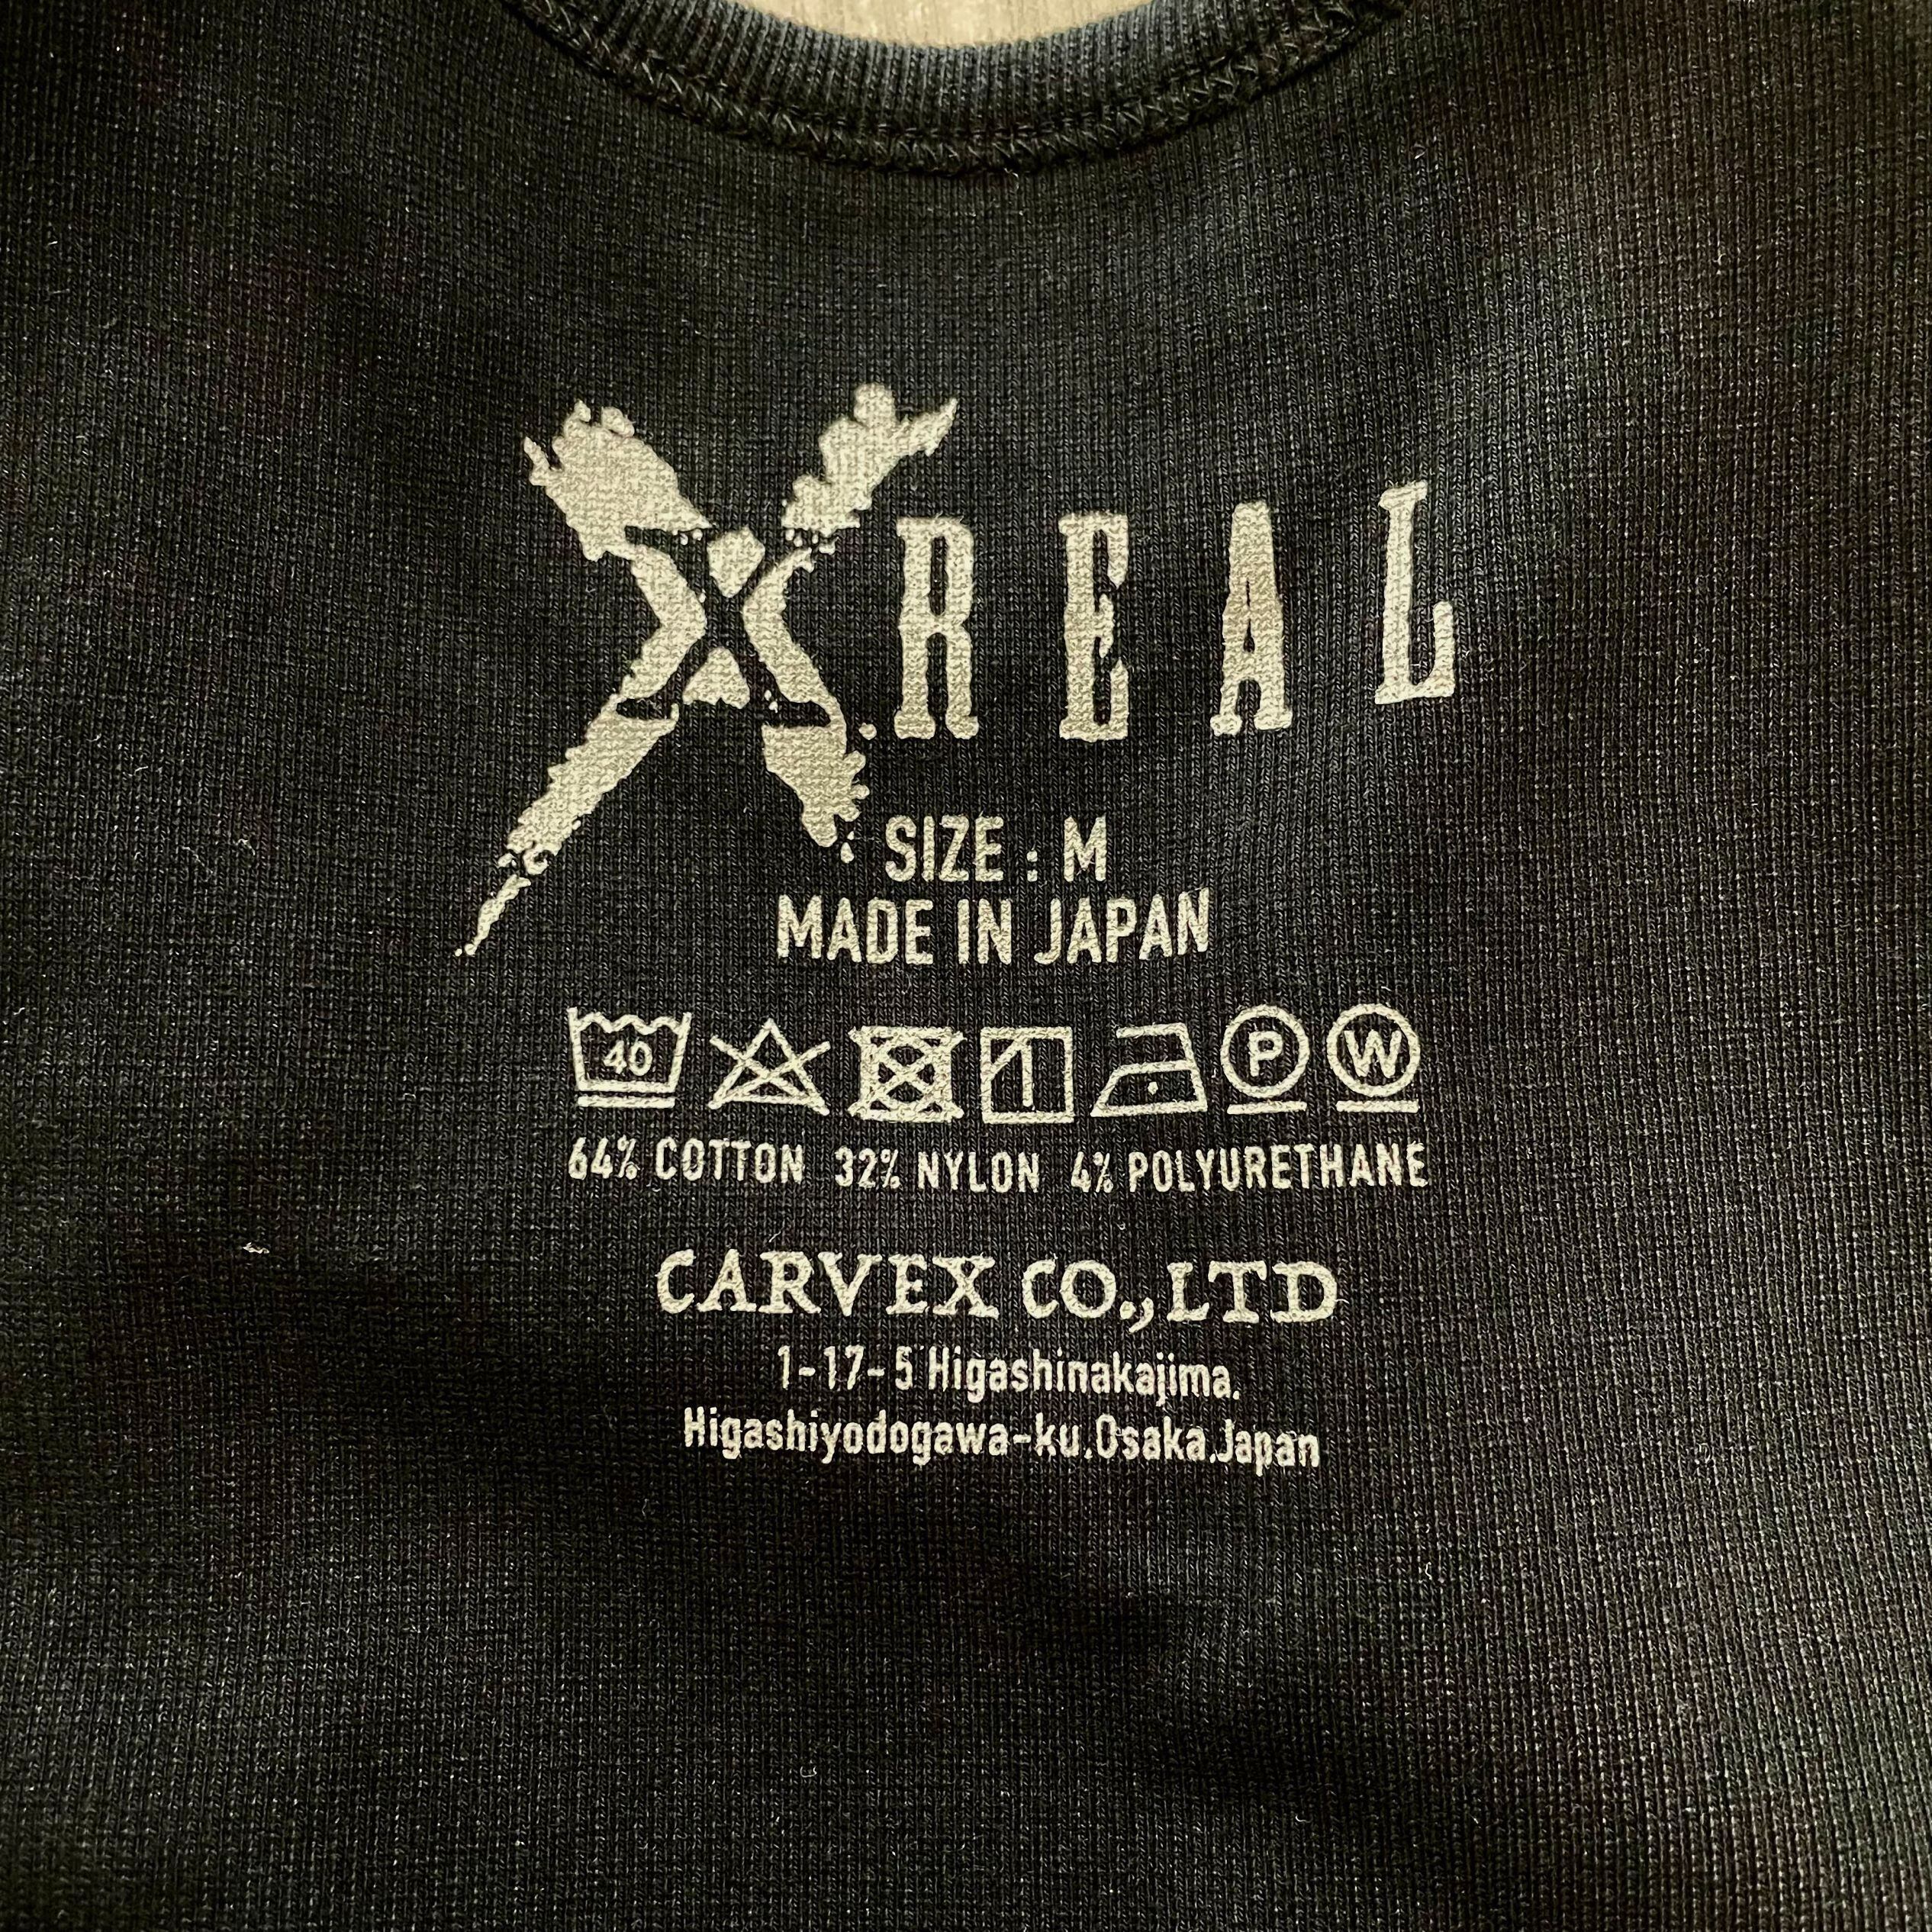 X REAL
SIZE : M
MADE IN JAPAN
40 P W
64% COTTON 32% NYLON 4% POLYURETHANE
CARVEX CO.,LTD
1-17-5 Higashinakajima.
Higashiyodogawa-ku.Osaka.Japan